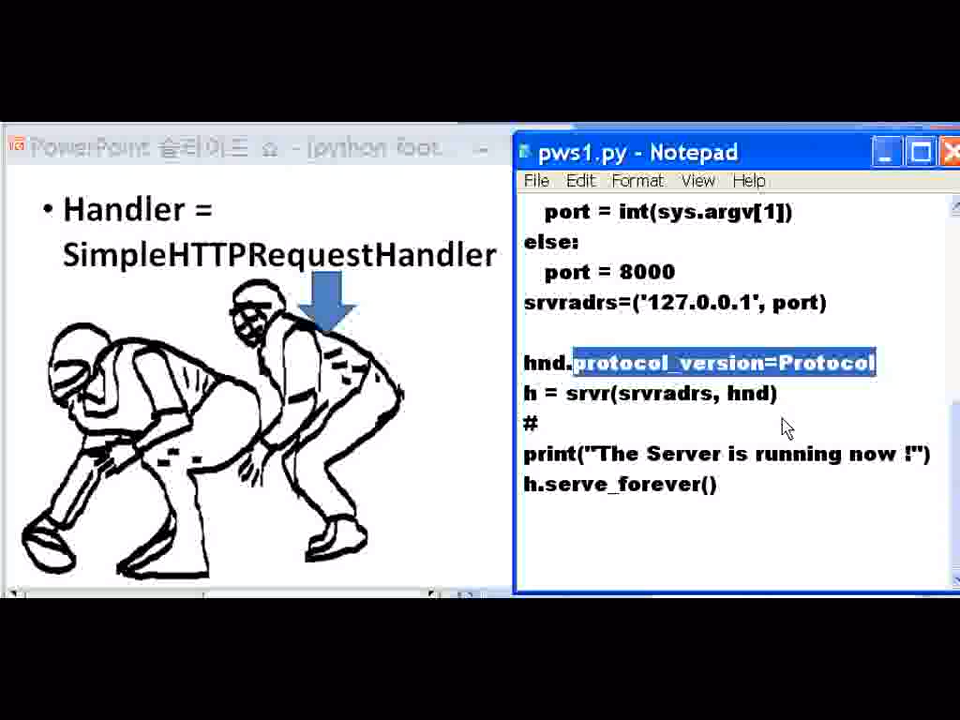 PowerPoint 슬라이드 쇼 - [python foot...
• Handler =
SimpleHTTPRequestHandler
pws1.py - Notepad
File Edit Format View Help
port = int(sys.argv[1])
else:
port = 8000
srvradrs=('127.0.0.1', port)
hnd.protocol_version=Protocol
h = srvr(srvradrs, hnd)
#
print("The Server is running now !")
h.serve_forever()